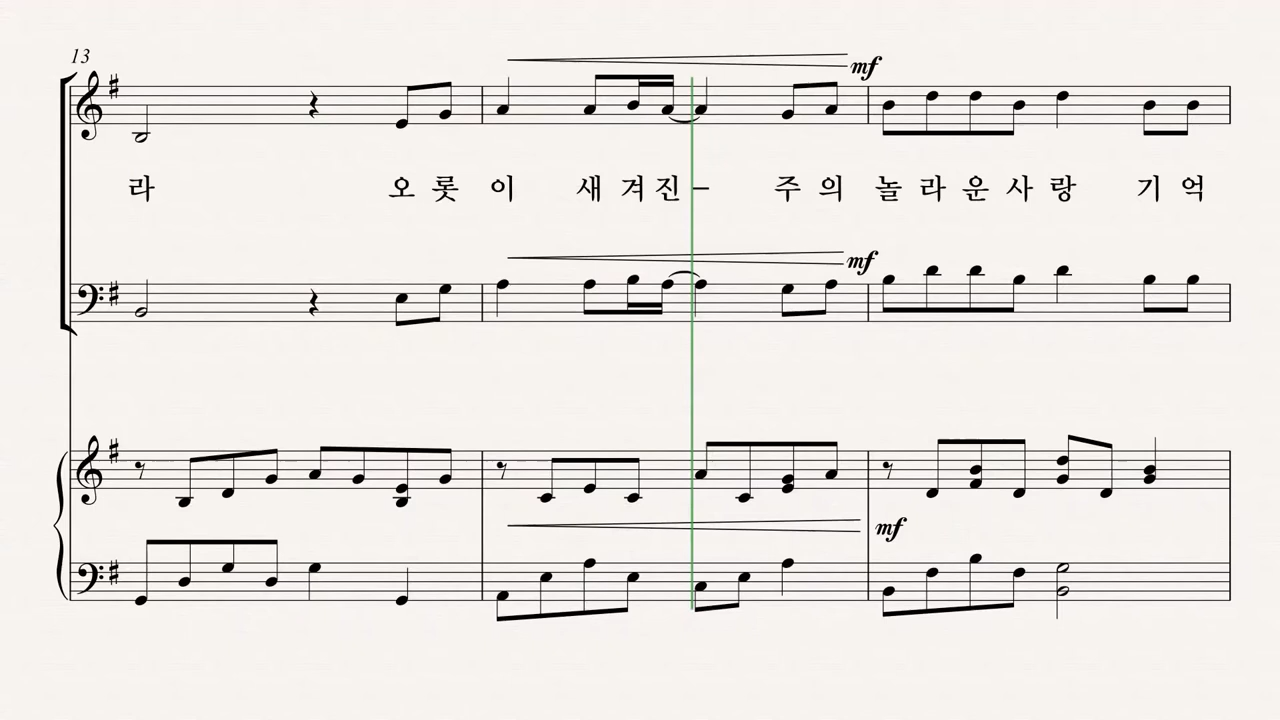 13
mf
라 오 롯 이 새 겨 진 – 주 의 놀 라 운 사 랑 기 억
mf
mf